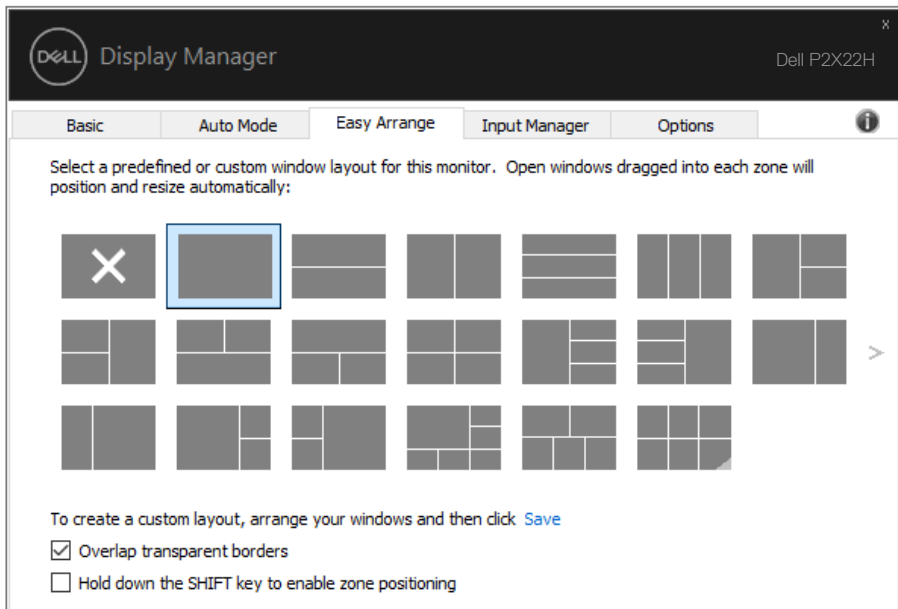 x
DELL Display Manager
Dell P2X22H
Basic Auto Mode Easy Arrange Input Manager Options
Select a predefined or custom window layout for this monitor. Open windows dragged into each zone will
position and resize automatically:
>
To create a custom layout, arrange your windows and then click Save
Overlap transparent borders
Hold down the SHIFT key to enable zone positioning